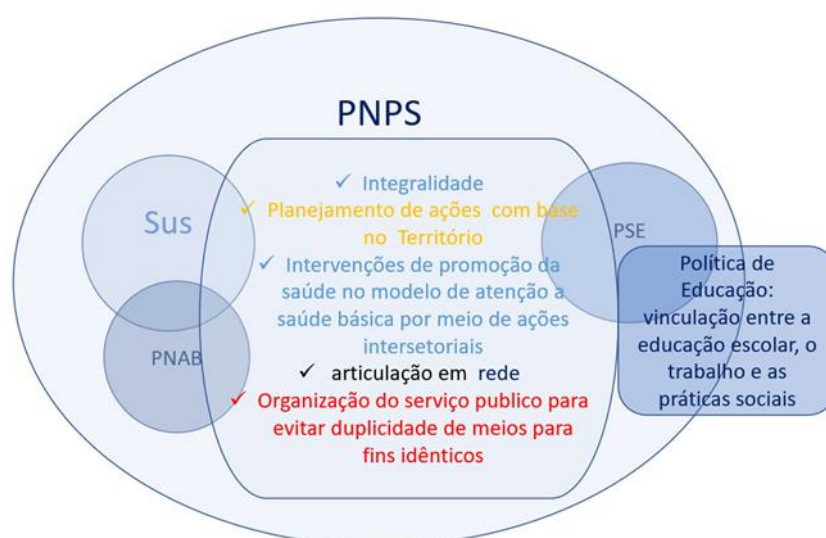 PNPS
Sus
PNAB
✓ Integralidade
✓ Planejamento de ações com base
no Território
✓ Intervenções de promoção da
saúde no modelo de atenção a
saúde básica por meio de ações
intersetoriais
✓ articulação em rede
✓ Organização do serviço publico para
evitar duplicidade de meios para
fins idênticos
PSE
Política de
Educação:
vinculação entre a
educação escolar, o
trabalho e as
práticas sociais